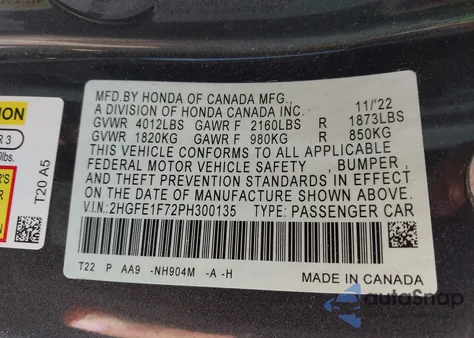 MFD.BY HONDA OF CANADA MFG.,
A DIVISION OF HONDA CANADA INC. 11/'22
GVWR 4012LBS GAWR F 2160LBS R 1873LBS
GVWR 1820KG GAWR F 980KG R 850KG
THIS VEHICLE CONFORMS TO ALL APPLICABLE
FEDERAL MOTOR VEHICLE SAFETY , BUMPER ,
AND THEFT PREVENTION STANDARDS IN EFFECT
ON THE DATE OF MANUFACTURE SHOWN ABOVE.
V.I.N.:2HGFE1F72PH300135 TYPE: PASSENGER CAR
T22 P AA9 -NH904M -A -H
MADE IN CANADA
ION
R 3
lbs.
T20 A5
autoSnap